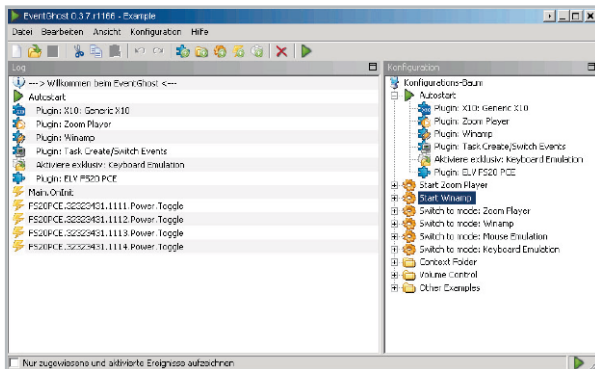 EventGhost 0.3.7.r1166 - Example
Datei Bearbeiten Ansicht Konfiguration Hilfe
Log
---> Willkommen beim EventGhost <---
Autostart
Plugin: X10: Generic X10
Plugin: Zoom Player
Plugin: Winamp
Plugin: Task Create/Switch Events
Aktiviere exklusiv: Keyboard Emulation
Plugin: ELV FS20 PCE
Main.OnInit
FS20PCE.32323431.1111.Power.Toggle
FS20PCE.32323431.1112.Power.Toggle
FS20PCE.32323431.1113.Power.Toggle
FS20PCE.32323431.1114.Power.Toggle
Konfiguration
Konfigurations-Baum
Autostart
Plugin: X10: Generic X10
Plugin: Zoom Player
Plugin: Winamp
Plugin: Task Create/Switch Events
Aktiviere exklusiv: Keyboard Emulation
Plugin: ELV FS20 PCE
Start Zoom Player
Start Winamp
Switch to mode: Zoom Player
Switch to mode: Winamp
Switch to mode: Mouse Emulation
Switch to mode: Keyboard Emulation
Context Folder
Volume Control
Other Examples
Nur zugewiesene und aktivierte Ereignisse aufzeichnen